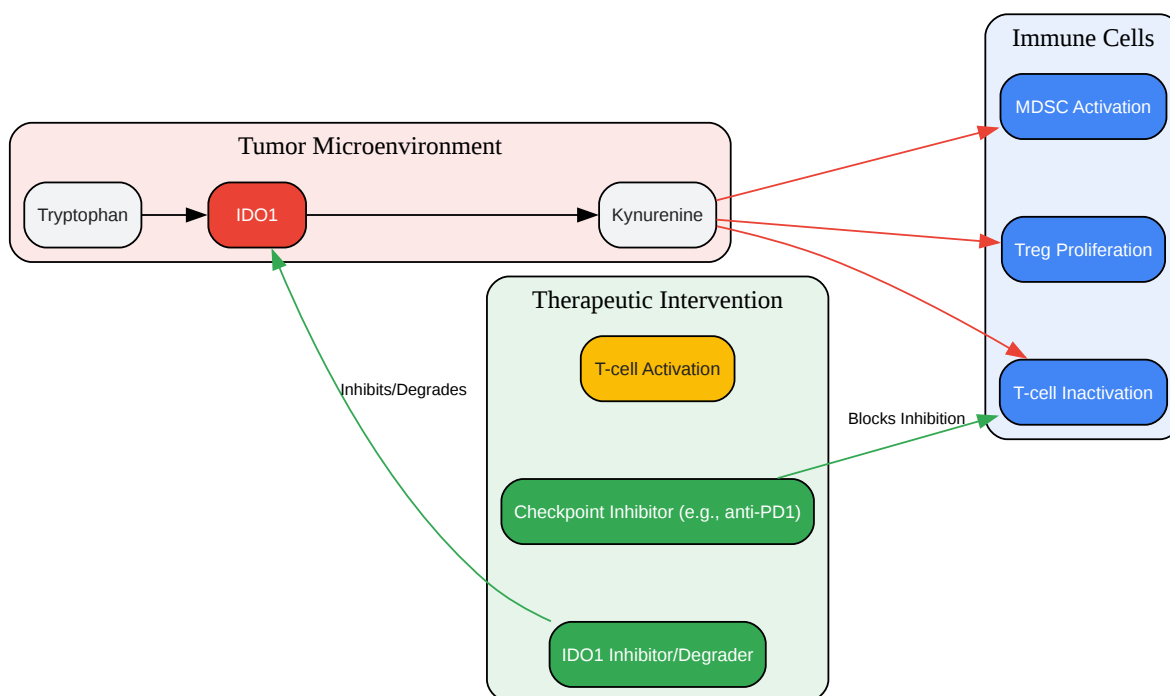 Immune Cells
MDSC Activation
Tumor Microenvironment
Tryptophan
IDO1
Kynurenine
Treg Proliferation
Therapeutic Intervention
T-cell Activation
Inhibits/Degrades
T-cell Inactivation
Blocks Inhibition
Checkpoint Inhibitor (e.g., anti-PD1)
IDO1 Inhibitor/Degrader